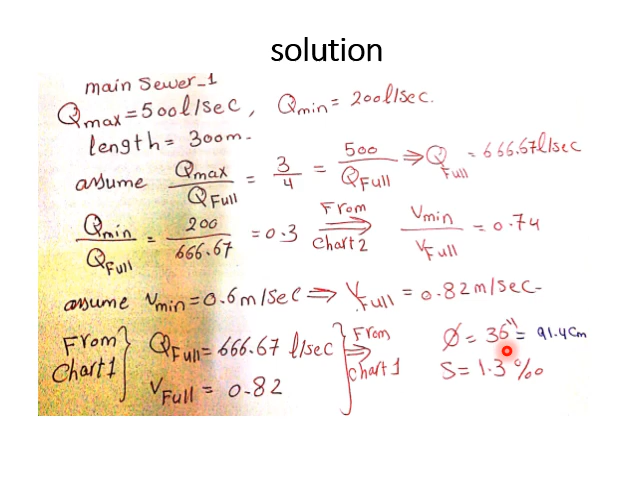 solution
main Sewer_1
Qmax = 500 l/sec, Qmin = 200 l/sec.
length = 300m.
assume Qmax/QFull = 3/4 = 500/QFull ⇒ QFull = 666.67 l/sec
Qmin/QFull = 200/666.67 = 0.3 From chart 2 ⇒ Vmin/VFull = 0.74
assume Vmin = 0.6 m/sec ⇒ VFull = 0.82 m/sec.
From chart 1 } QFull = 666.67 l/sec } From chart 1 ⇒ Ø = 36" = 91.4 cm
VFull = 0.82 S = 1.3 ‰